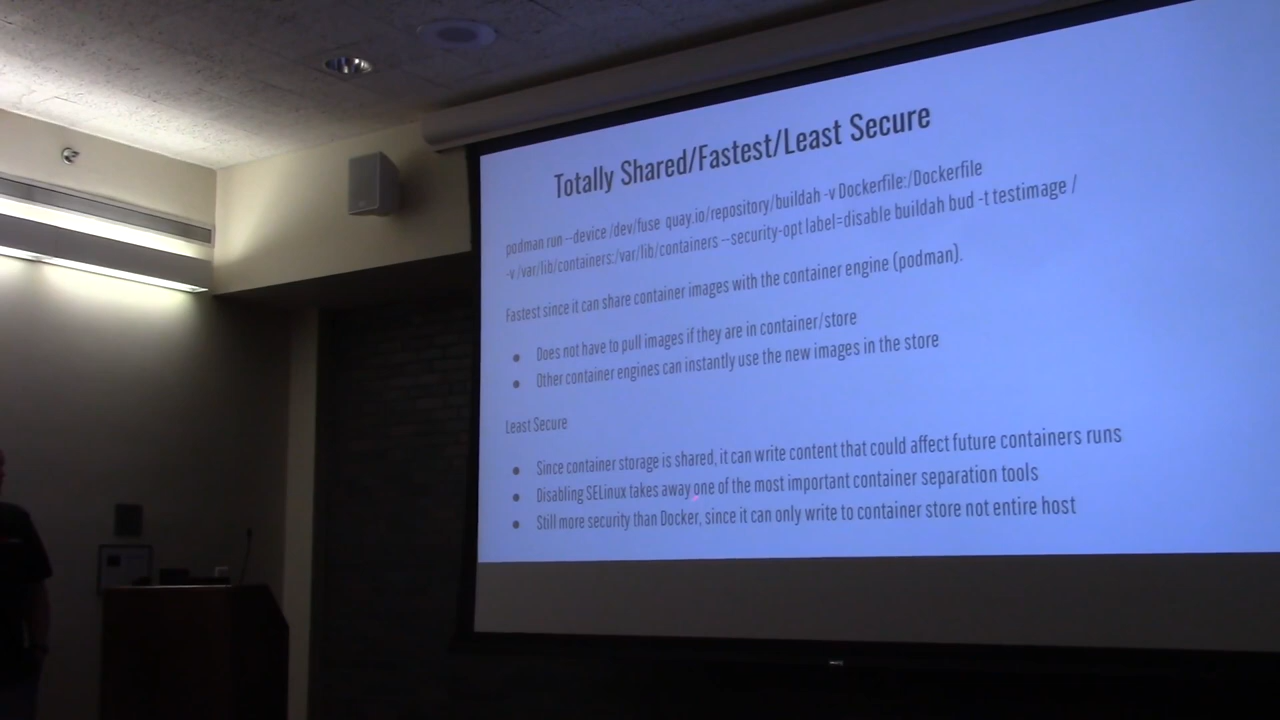 Totally Shared/Fastest/Least Secure
podman run --device /dev/fuse quay.io/repository/buildah -v Dockerfile:/Dockerfile
-v /var/lib/containers:/var/lib/containers --security-opt label=disable buildah bud -t testimage /
Fastest since it can share container images with the container engine (podman).
● Does not have to pull images if they are in container/store
● Other container engines can instantly use the new images in the store
Least Secure
● Since container storage is shared, it can write content that could affect future containers runs
● Disabling SELinux takes away one of the most important container separation tools
● Still more security than Docker, since it can only write to container store not entire host